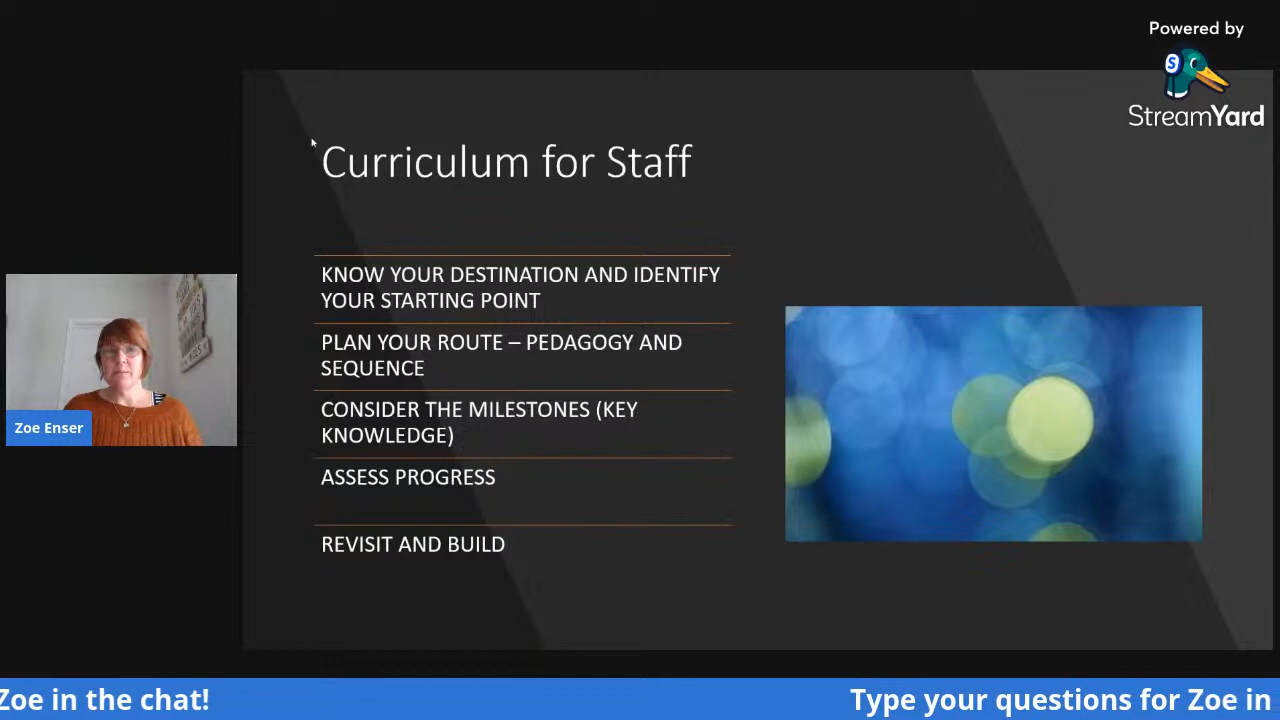 Powered by
S
StreamYard
Curriculum for Staff
KNOW YOUR DESTINATION AND IDENTIFY
YOUR STARTING POINT
PLAN YOUR ROUTE – PEDAGOGY AND
SEQUENCE
CONSIDER THE MILESTONES (KEY
KNOWLEDGE)
ASSESS PROGRESS
REVISIT AND BUILD
Zoe Enser
Zoe in the chat!
Type your questions for Zoe in